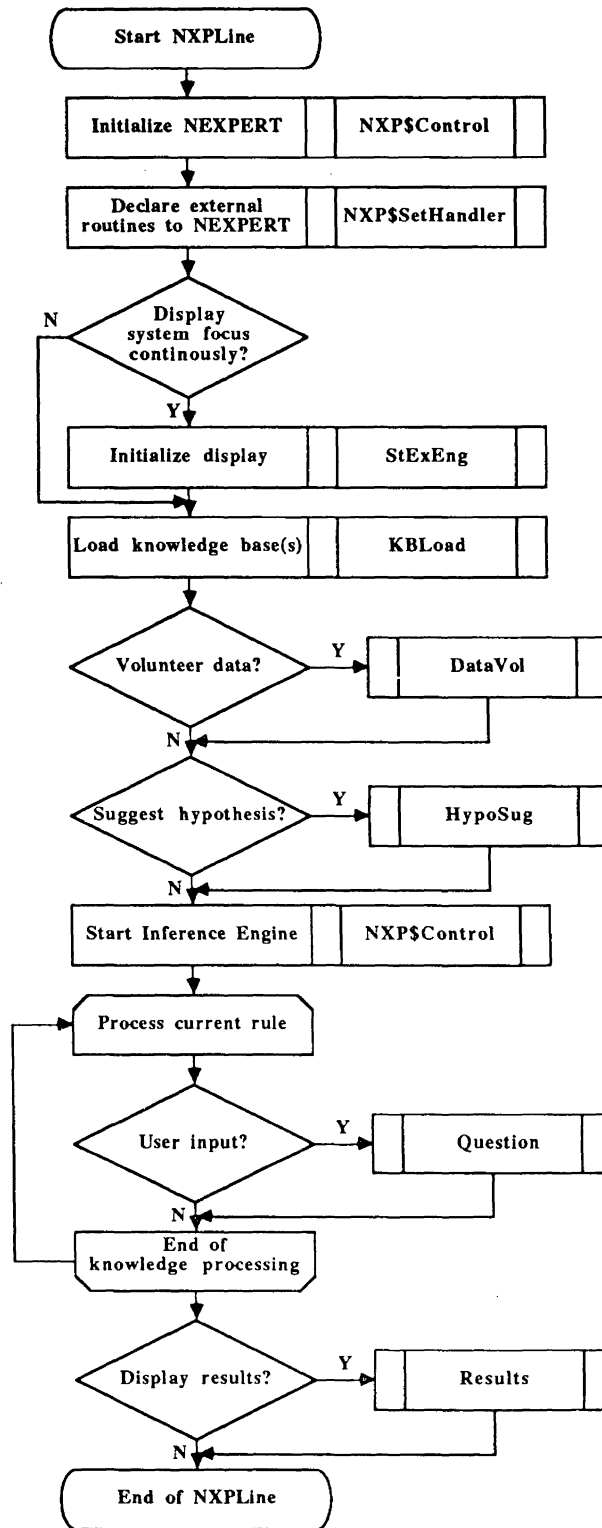 Start NXPLine
Initialize NEXPERT
NXP$Control
Declare external
routines to NEXPERT
NXP$SetHandler
Display
system focus
continously?
N
Y
Initialize display
StExEng
Load knowledge base(s)
KBLoad
Volunteer data?
Y
DataVol
N
Suggest hypothesis?
Y
HypoSug
N
Start Inference Engine
NXP$Control
Process current rule
User input?
Y
Question
N
End of
knowledge processing
Display results?
Y
Results
N
End of NXPLine